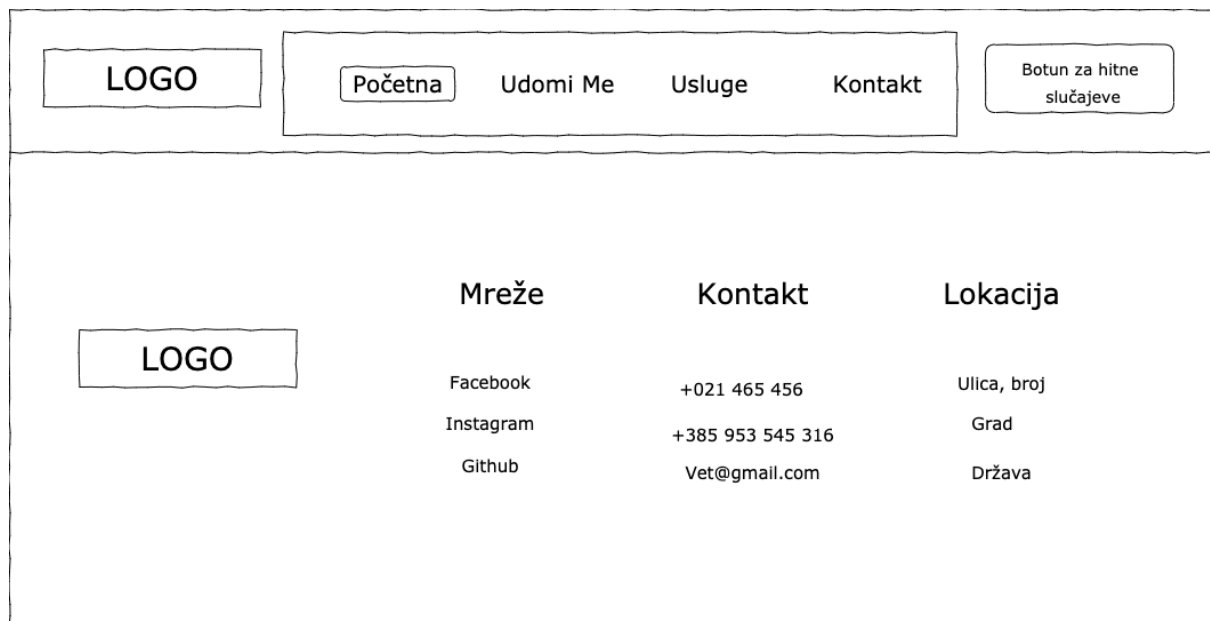 LOGO
Početna
Udomi Me
Usluge
Kontakt
Botun za hitne
slučajeve
LOGO
Mreže
Facebook
Instagram
Github
Kontakt
+021 465 456
+385 953 545 316
Vet@gmail.com
Lokacija
Ulica, broj
Grad
Država